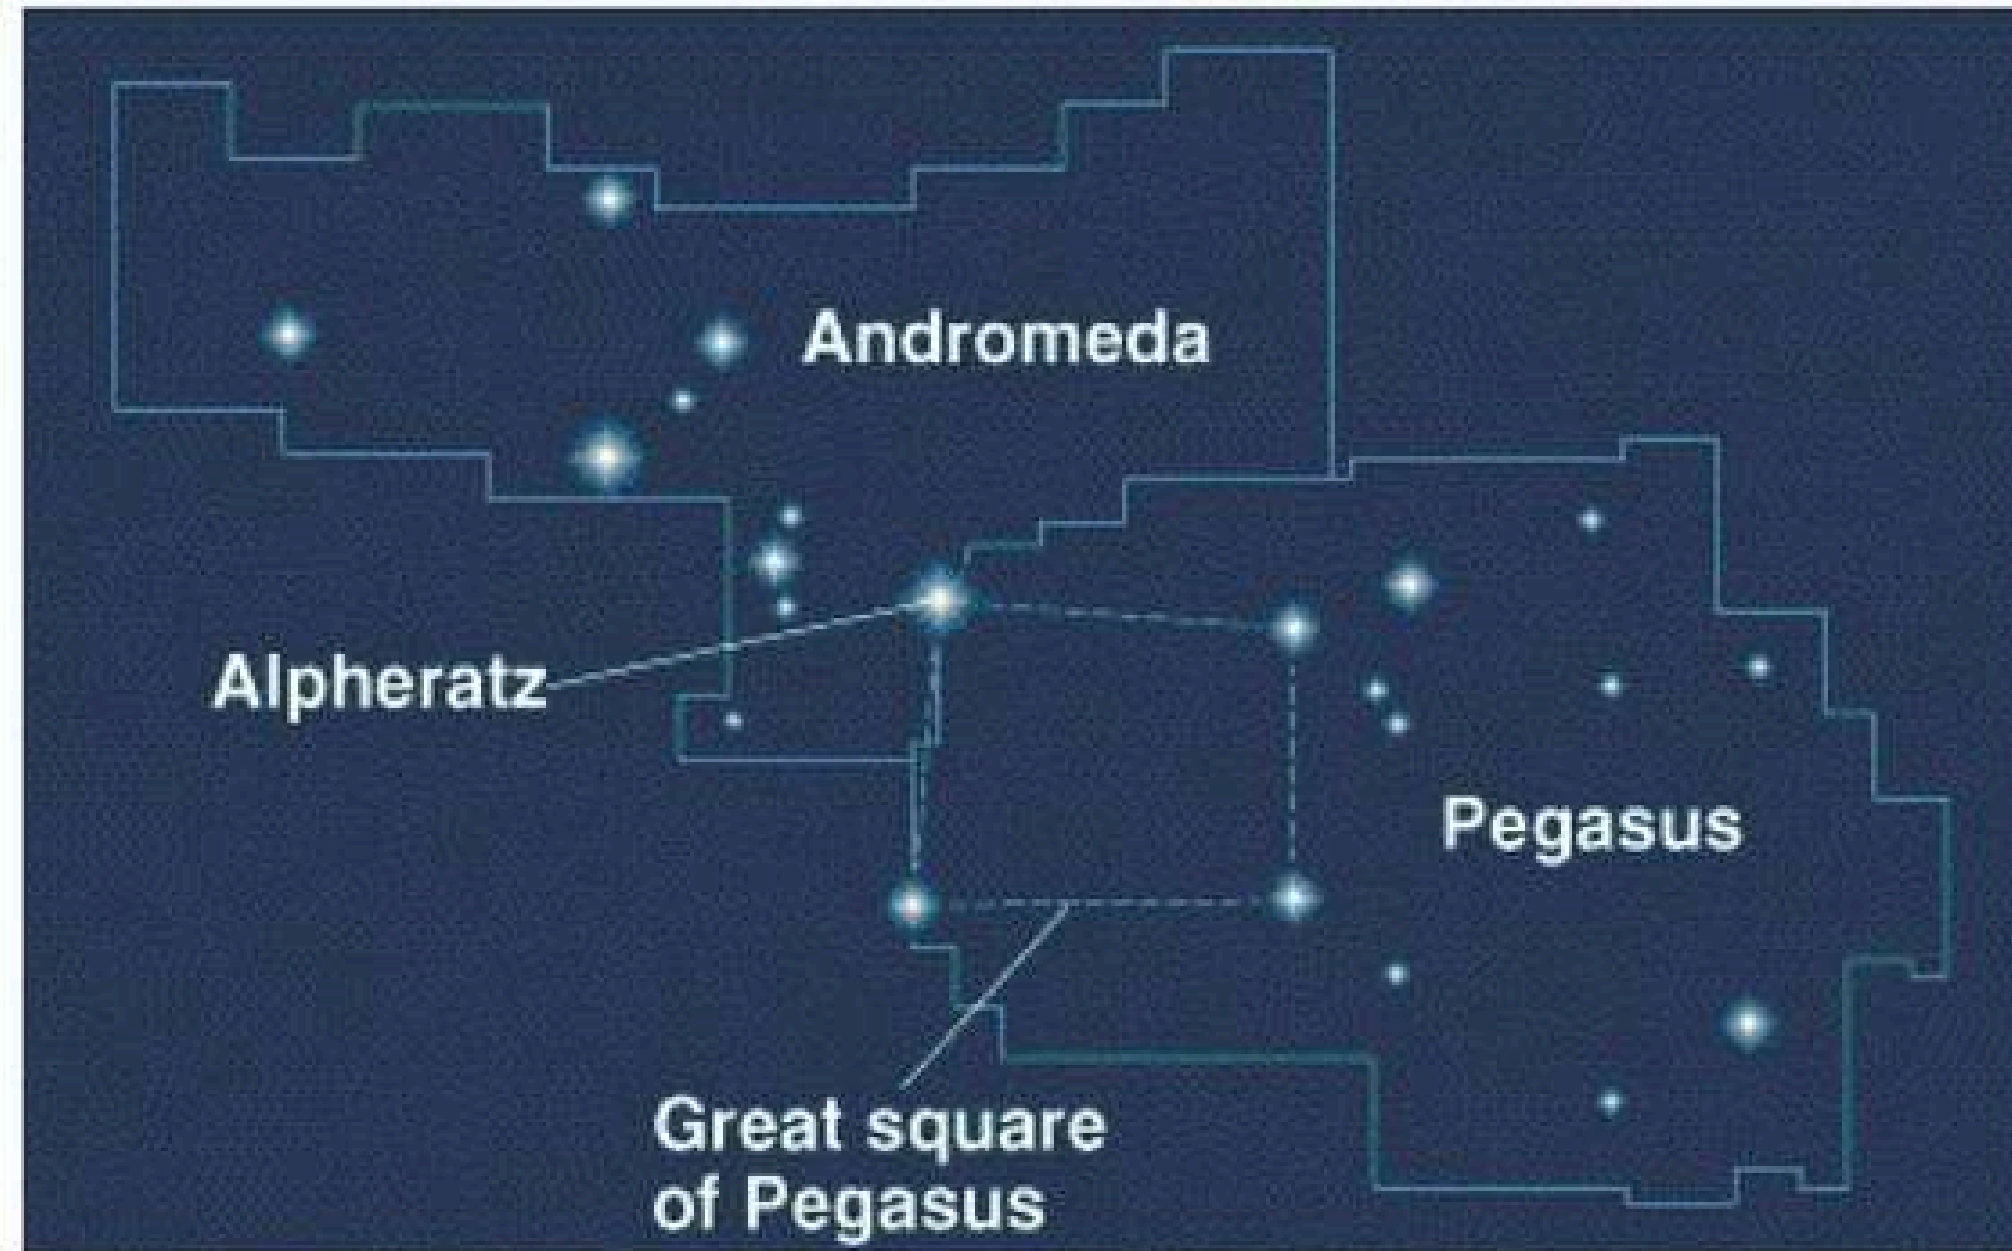 Andromeda
Alpheratz
Pegasus
Great square
of Pegasus